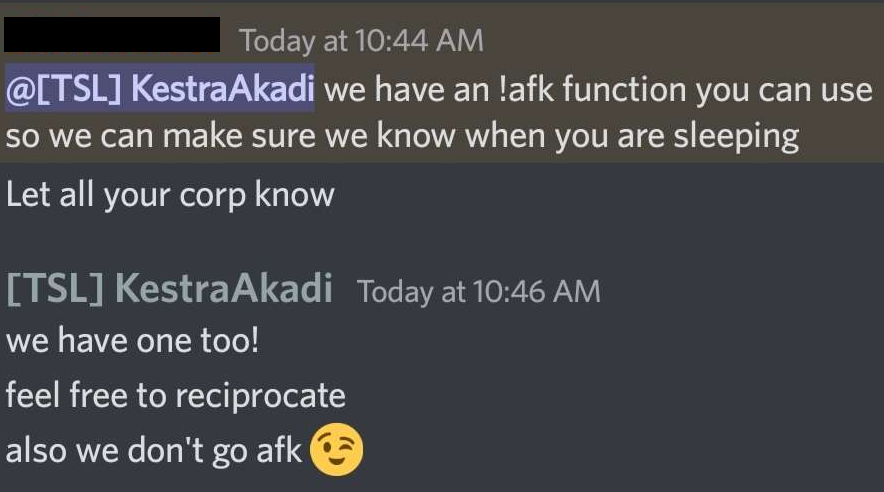 Today at 10:44 AM
@[TSL] KestraAkadi we have an !afk function you can use
so we can make sure we know when you are sleeping
Let all your corp know
[TSL] KestraAkadi Today at 10:46 AM
we have one too!
feel free to reciprocate
also we don't go afk 😉